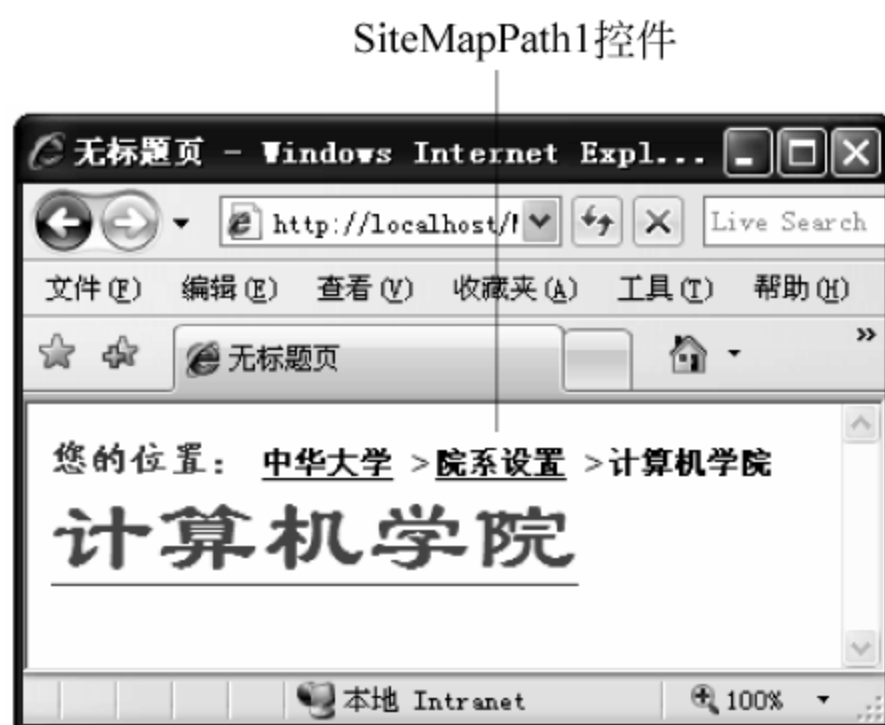 SiteMapPath1控件
无标题页 - Windows Internet Expl...
http://localhost/ Live Search
文件(F) 编辑(E) 查看(V) 收藏夹(A) 工具(T) 帮助(H)
无标题页 »
您的位置： 中华大学 >院系设置 >计算机学院
计算机学院
本地 Intranet 100%